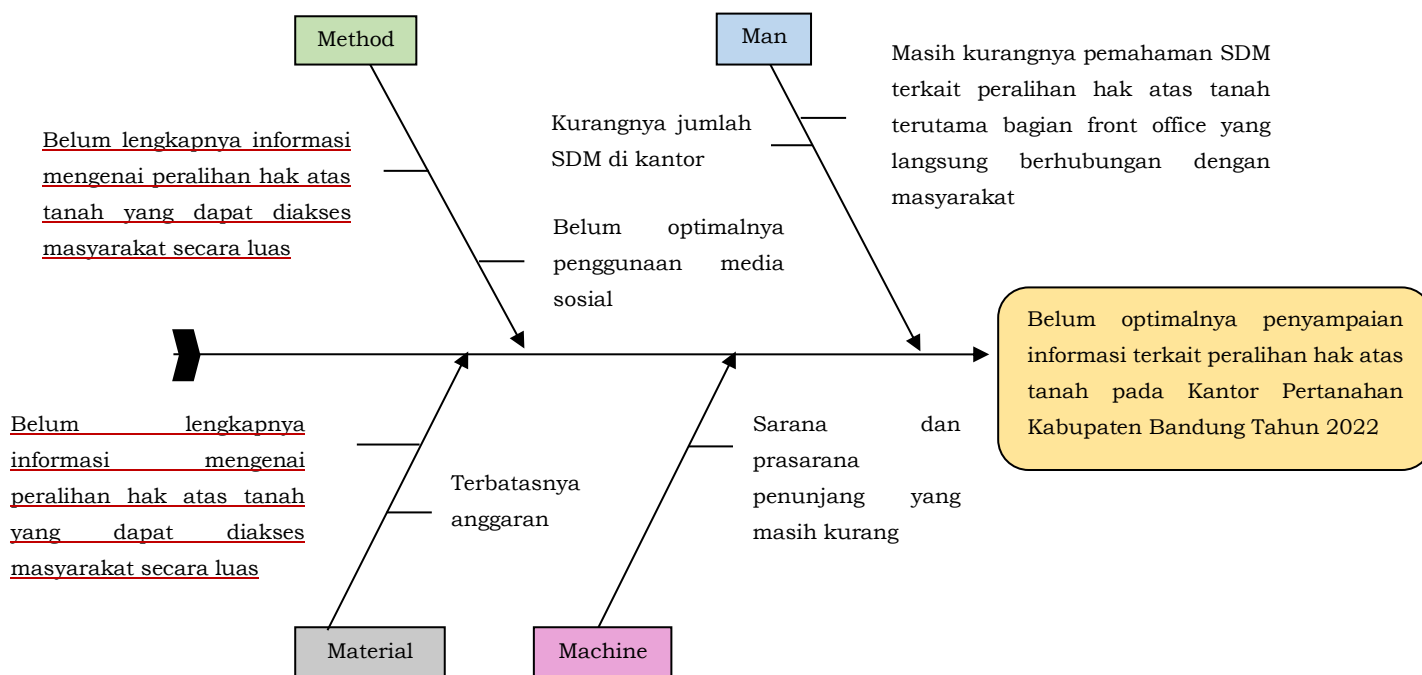 Method
Man
Masih kurangnya pemahaman SDM
terkait peralihan hak atas tanah
terutama bagian front office yang
langsung berhubungan dengan
masyarakat
Kurangnya jumlah
SDM di kantor
Belum lengkapnya informasi
mengenai peralihan hak atas
tanah yang dapat diakses
masyarakat secara luas
Belum optimalnya
penggunaan media
sosial
Belum optimalnya penyampaian
informasi terkait peralihan hak atas
tanah pada Kantor Pertanahan
Kabupaten Bandung Tahun 2022
Belum lengkapnya
informasi mengenai
peralihan hak atas tanah
yang dapat diakses
masyarakat secara luas
Terbatasnya
anggaran
Sarana dan
prasarana
penunjang yang
masih kurang
Material
Machine